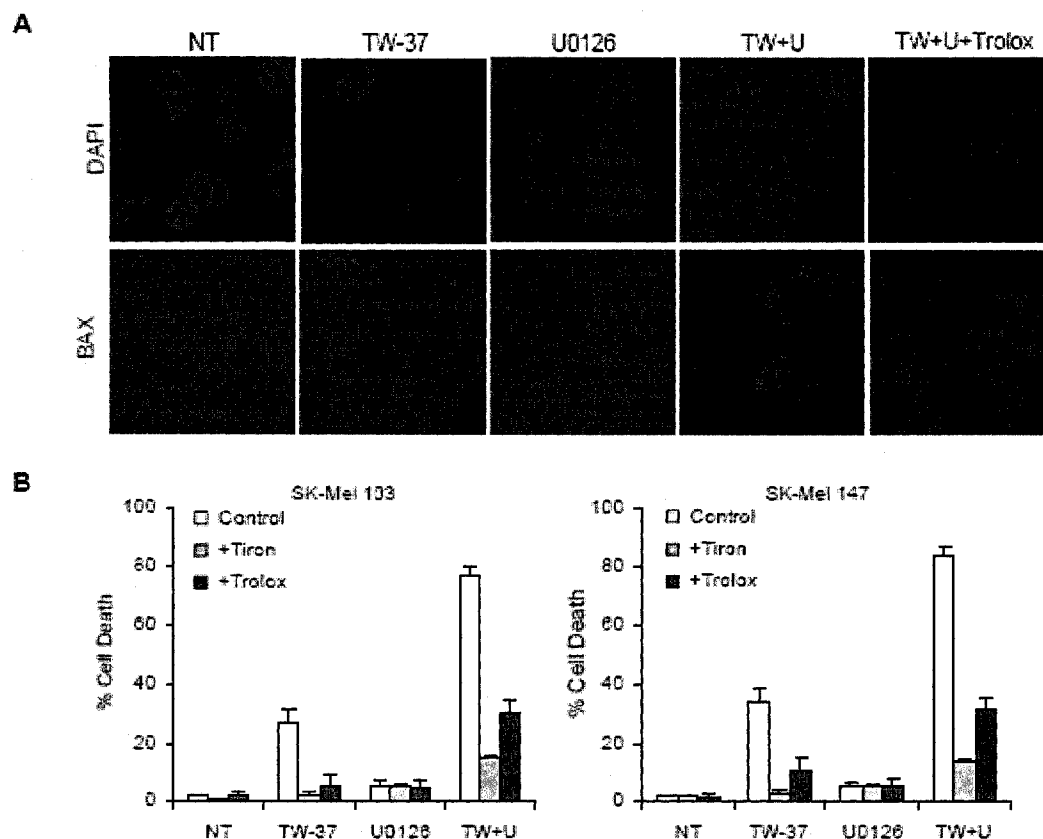 A
NT TW-37 U0126 TW+U TW+U+Trolox
DAPI
BAX
B
SK-Mel 103
100
80
60
40
20
0
% Cell Death
Control
+Tiron
+Trolox
NT TW-37 U0126 TW+U
SK-Mel 147
100
80
60
40
20
0
% Cell Death
Control
+Tiron
+Trolox
NT TW-37 U0126 TW+U